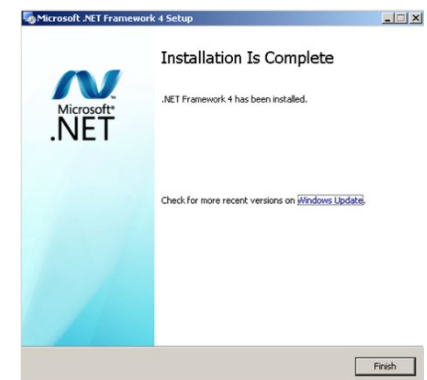 Microsoft .NET Framework 4 Setup
Installation Is Complete
Microsoft®
.NET
.NET Framework 4 has been installed.
Check for more recent versions on Windows Update.
Finish